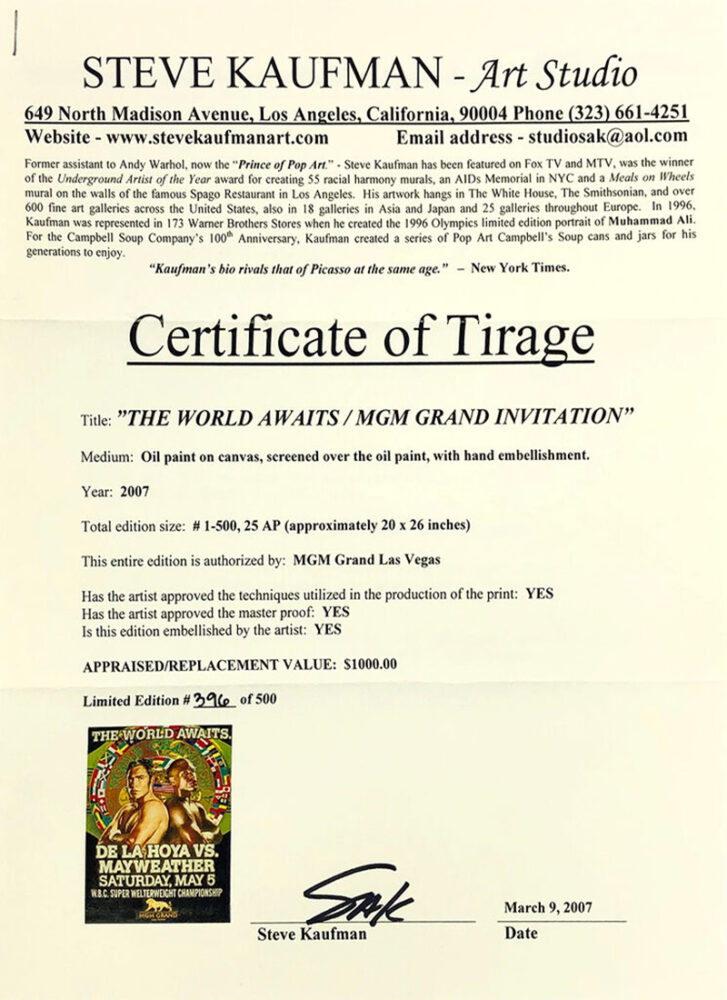 STEVE KAUFMAN - Art Studio
649 North Madison Avenue, Los Angeles, California, 90004 Phone (323) 661-4251
Website - www.stevekaufmanart.com Email address - studiosak@aol.com
Former assistant to Andy Warhol, now the "Prince of Pop Art." - Steve Kaufman has been featured on Fox TV and MTV, was the winner
of the Underground Artist of the Year award for creating 55 racial harmony murals, an AIDs Memorial in NYC and a Meals on Wheels
mural on the walls of the famous Spago Restaurant in Los Angeles. His artwork hangs in The White House, The Smithsonian, and over
600 fine art galleries across the United States, also in 18 galleries in Asia and Japan and 25 galleries throughout Europe. In 1996,
Kaufman was represented in 173 Warner Brothers Stores when he created the 1996 Olympics limited edition portrait of Muhammad Ali.
For the Campbell Soup Company's 100th Anniversary, Kaufman created a series of Pop Art Campbell's Soup cans and jars for his
generations to enjoy.
"Kaufman's bio rivals that of Picasso at the same age." – New York Times.
Certificate of Tirage
Title: "THE WORLD AWAITS / MGM GRAND INVITATION"
Medium: Oil paint on canvas, screened over the oil paint, with hand embellishment.
Year: 2007
Total edition size: # 1-500, 25 AP (approximately 20 x 26 inches)
This entire edition is authorized by: MGM Grand Las Vegas
Has the artist approved the techniques utilized in the production of the print: YES
Has the artist approved the master proof: YES
Is this edition embellished by the artist: YES
APPRAISED/REPLACEMENT VALUE: $1000.00
Limited Edition # 396 of 500
THE WORLD AWAITS.
DE LA HOYA VS.
MAYWEATHER
SATURDAY, MAY 5
W.B.C. SUPER WELTERWEIGHT CHAMPIONSHIP
MGM GRAND
SAK
March 9, 2007
Steve Kaufman
Date